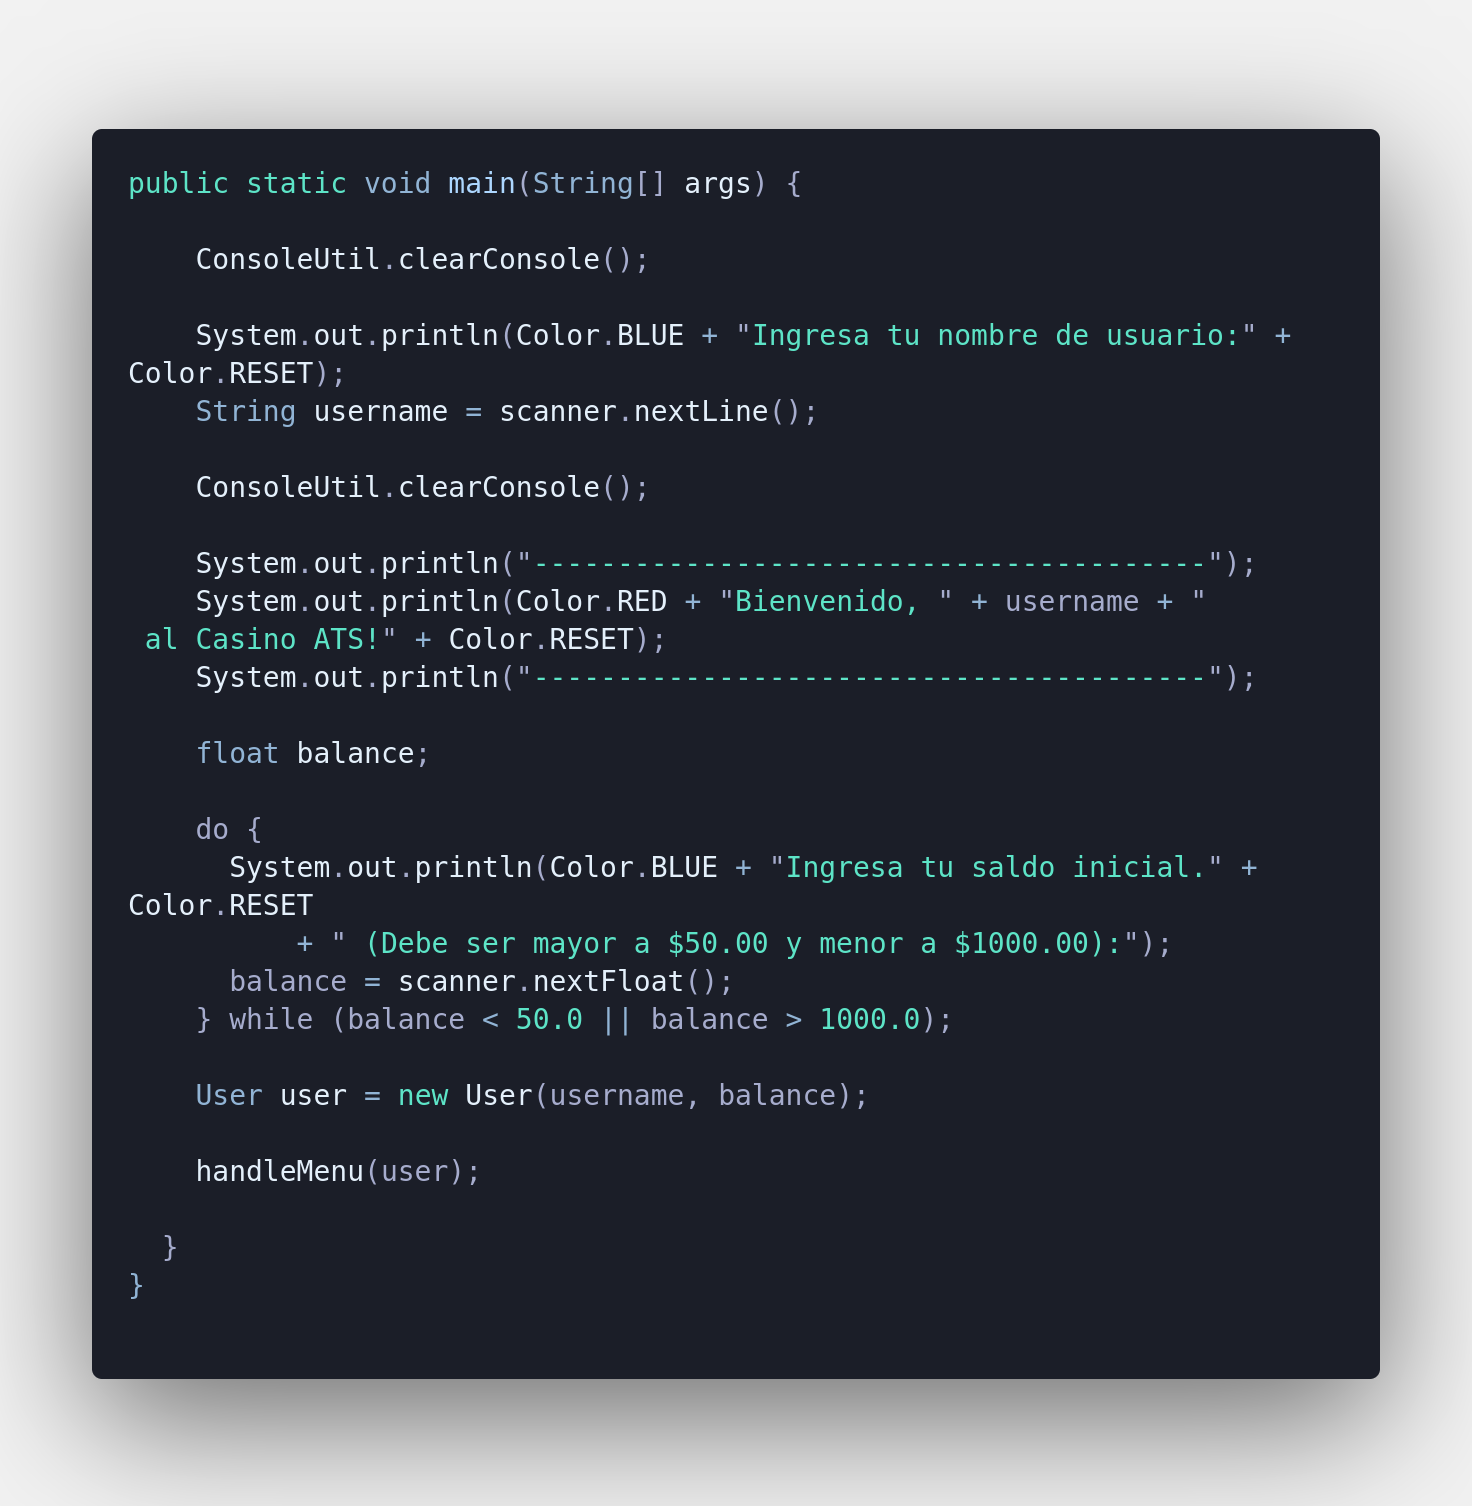 public static void main(String[] args) {
ConsoleUtil.clearConsole();
System.out.println(Color.BLUE + "Ingresa tu nombre de usuario:" +
Color.RESET);
String username = scanner.nextLine();
ConsoleUtil.clearConsole();
System.out.println("----------------------------------------");
System.out.println(Color.RED + "Bienvenido, " + username + "
al Casino ATS!" + Color.RESET);
System.out.println("----------------------------------------");
float balance;
do {
System.out.println(Color.BLUE + "Ingresa tu saldo inicial." +
Color.RESET
+ " (Debe ser mayor a $50.00 y menor a $1000.00):");
balance = scanner.nextFloat();
} while (balance < 50.0 || balance > 1000.0);
User user = new User(username, balance);
handleMenu(user);
}
}